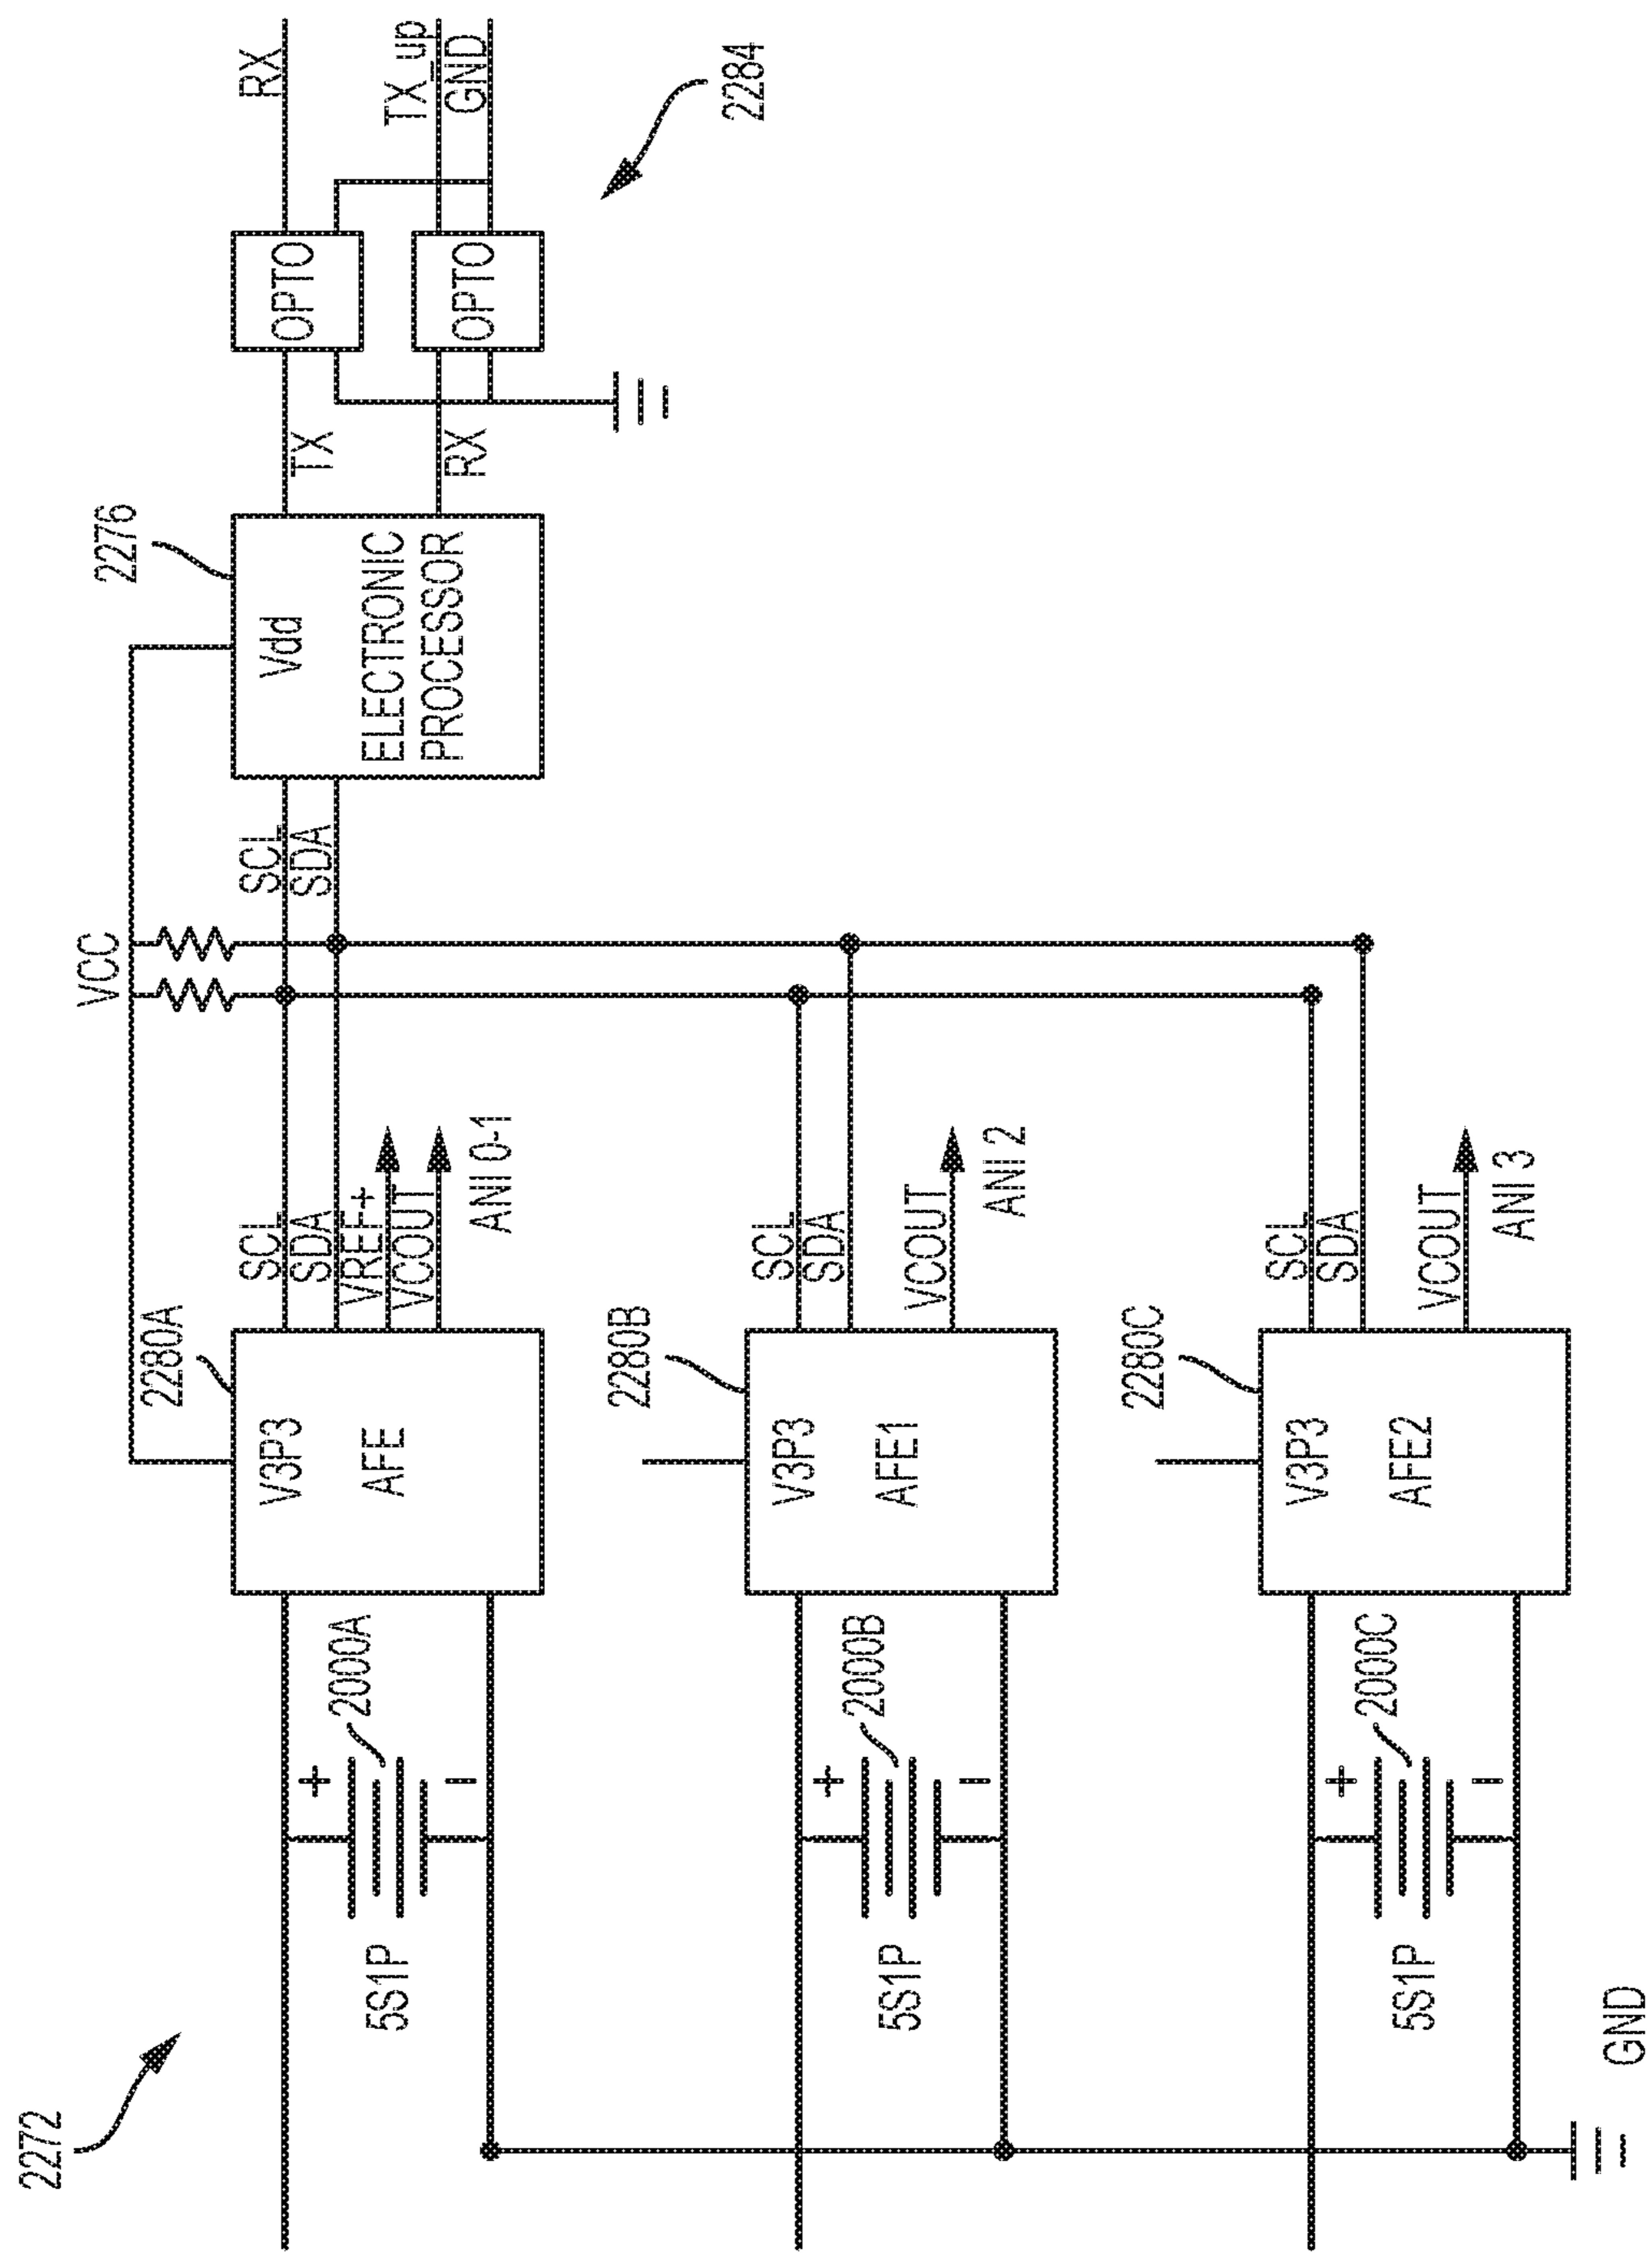 2272
5S1P
+
2000A
−
2280A
V3P3
AFE
SCL
SDA
VREF+
VCOUT
ANI 0-1
VCC
SCL
SDA
2276
Vdd
ELECTRONIC
PROCESSOR
TX
RX
OPTO
OPTO
RX
TX_up
GND
2284
5S1P
+
2000B
−
2280B
V3P3
AFE1
SCL
SDA
VCOUT
ANI 2
5S1P
+
2000C
−
2280C
V3P3
AFE2
SCL
SDA
VCOUT
ANI 3
GND